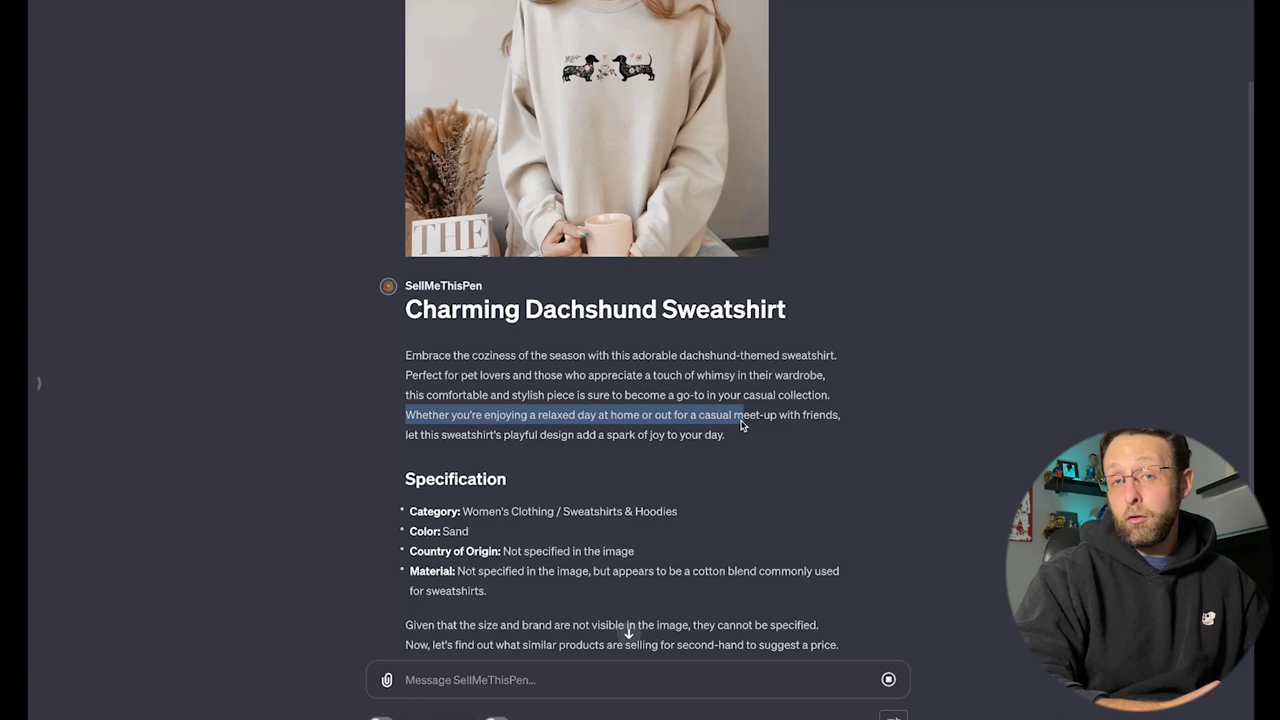 THE
SellMeThisPen
Charming Dachshund Sweatshirt
Embrace the coziness of the season with this adorable dachshund-themed sweatshirt.
Perfect for pet lovers and those who appreciate a touch of whimsy in their wardrobe,
this comfortable and stylish piece is sure to become a go-to in your casual collection.
Whether you're enjoying a relaxed day at home or out for a casual meet-up with friends,
let this sweatshirt's playful design add a spark of joy to your day.
Specification
Category: Women's Clothing / Sweatshirts & Hoodies
Color: Sand
Country of Origin: Not specified in the image
Material: Not specified in the image, but appears to be a cotton blend commonly used
for sweatshirts.
Given that the size and brand are not visible in the image, they cannot be specified.
Now, let's find out what similar products are selling for second-hand to suggest a price.
Message SellMeThisPen...